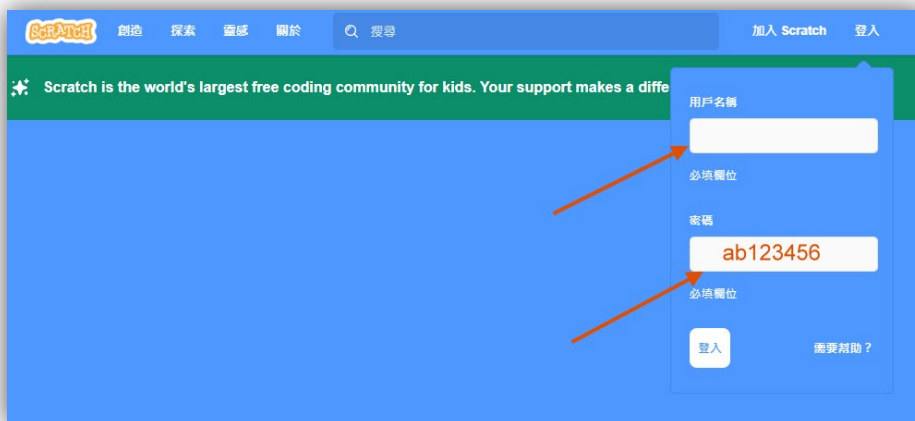 SCRATCH 創造 探索 靈感 關於 搜尋 加入 Scratch 登入
Scratch is the world's largest free coding community for kids. Your support makes a diffe
用戶名稱
必填欄位
密碼
ab123456
必填欄位
登入 需要幫助？